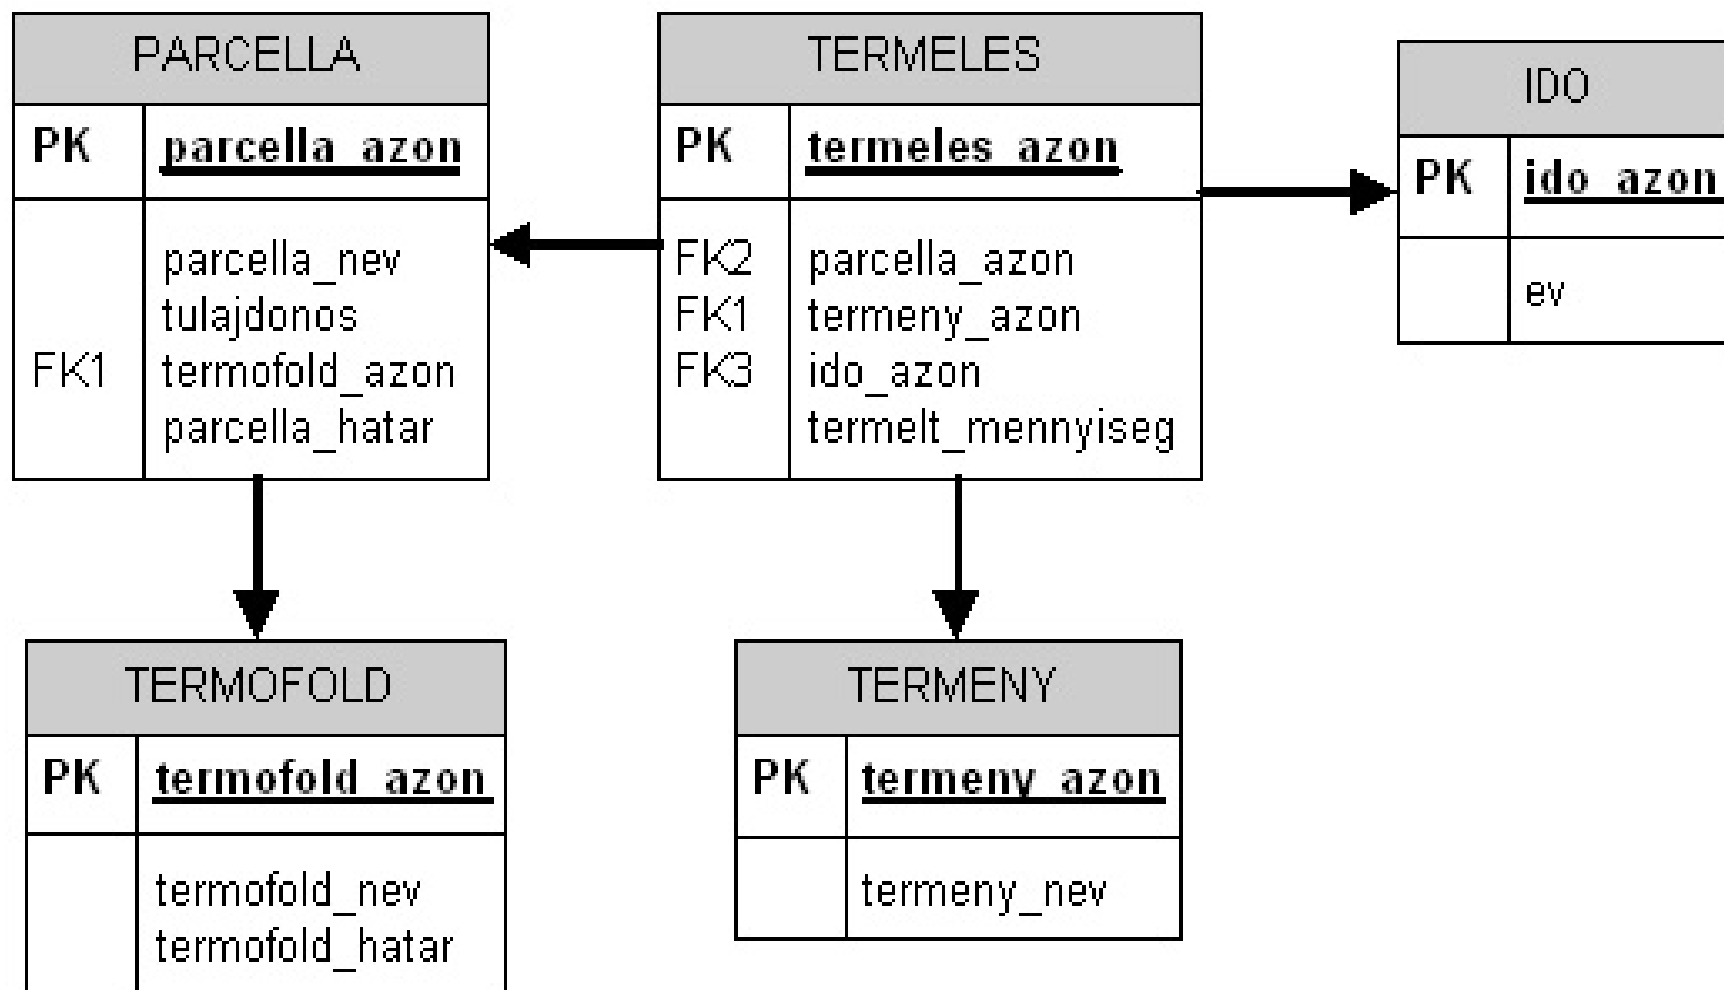 PARCELLA
PK parcella_azon
parcella_nev
tulajdonos
FK1 termofold_azon
parcella_hatar
TERMELES
PK termeles_azon
FK2 parcella_azon
FK1 termeny_azon
FK3 ido_azon
termelt_mennyiseg
IDO
PK ido_azon
ev
TERMOFOLD
PK termofold_azon
termofold_nev
termofold_hatar
TERMENY
PK termeny_azon
termeny_nev